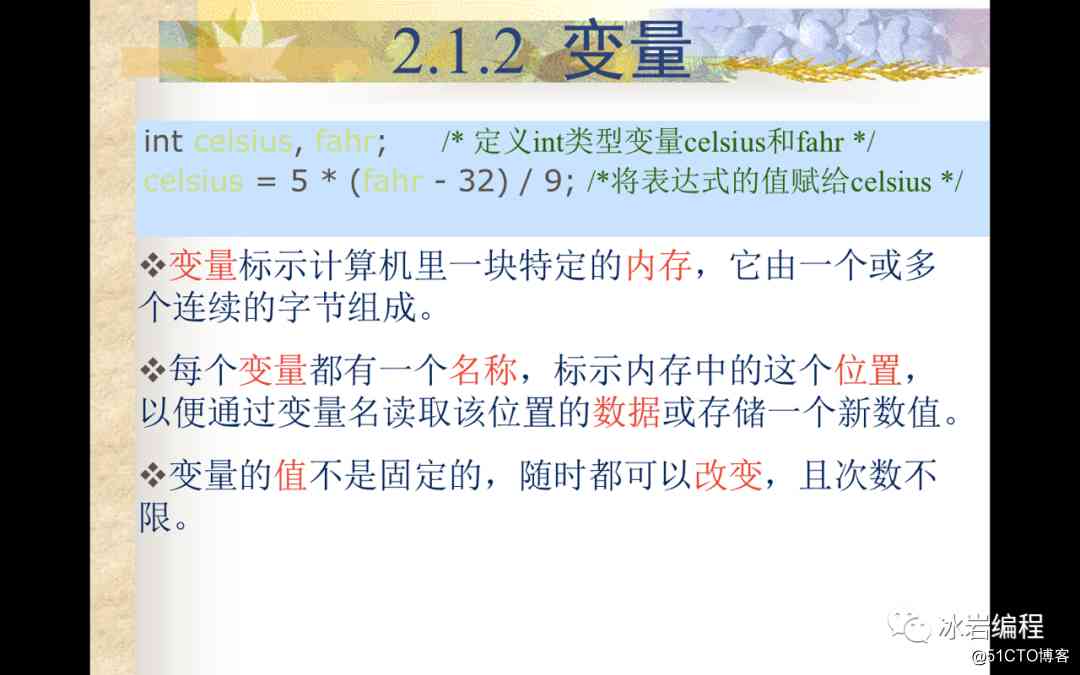 2.1.2 变量
int celsius, fahr; /* 定义int类型变量celsius和fahr */
celsius = 5 * (fahr - 32) / 9; /*将表达式的值赋给celsius */
❖变量标示计算机里一块特定的内存，它由一个或多
个连续的字节组成。
❖每个变量都有一个名称，标示内存中的这个位置，
以便通过变量名读取该位置的数据或存储一个新数值。
❖变量的值不是固定的，随时都可以改变，且次数不
限。
冰岩编程
@51CTO博客